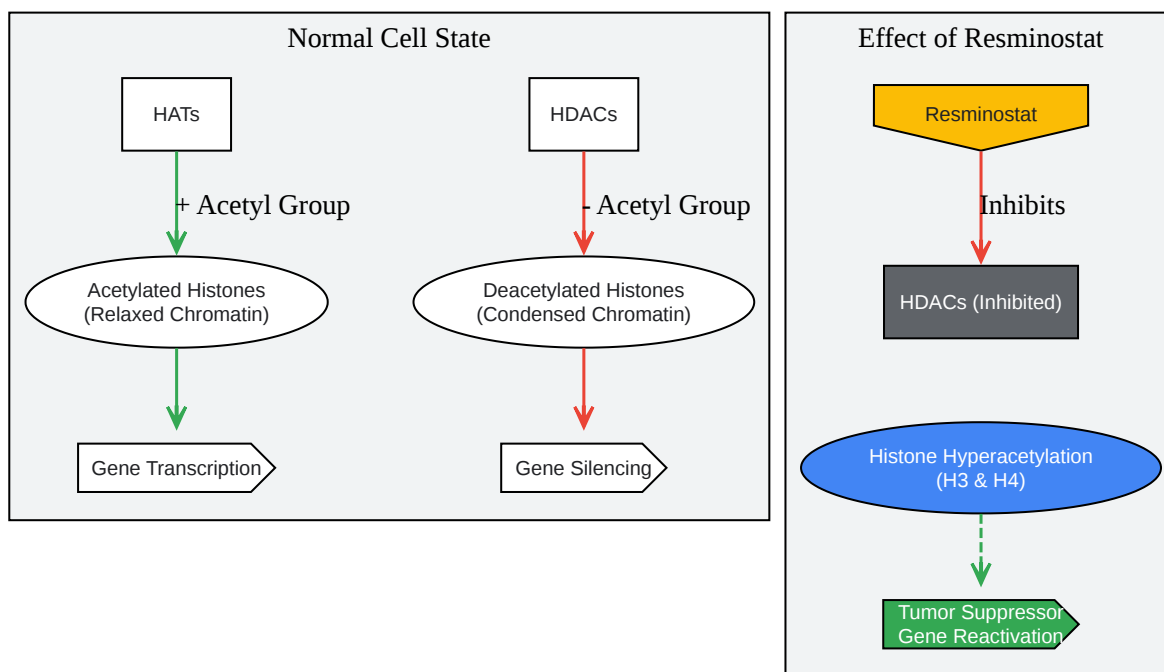 Normal Cell State
HATs
HDACs
+ Acetyl Group
- Acetyl Group
Acetylated Histones
(Relaxed Chromatin)
Deacetylated Histones
(Condensed Chromatin)
Gene Transcription
Gene Silencing
Effect of Resminostat
Resminostat
Inhibits
HDACs (Inhibited)
Histone Hyperacetylation
(H3 & H4)
Tumor Suppressor
Gene Reactivation